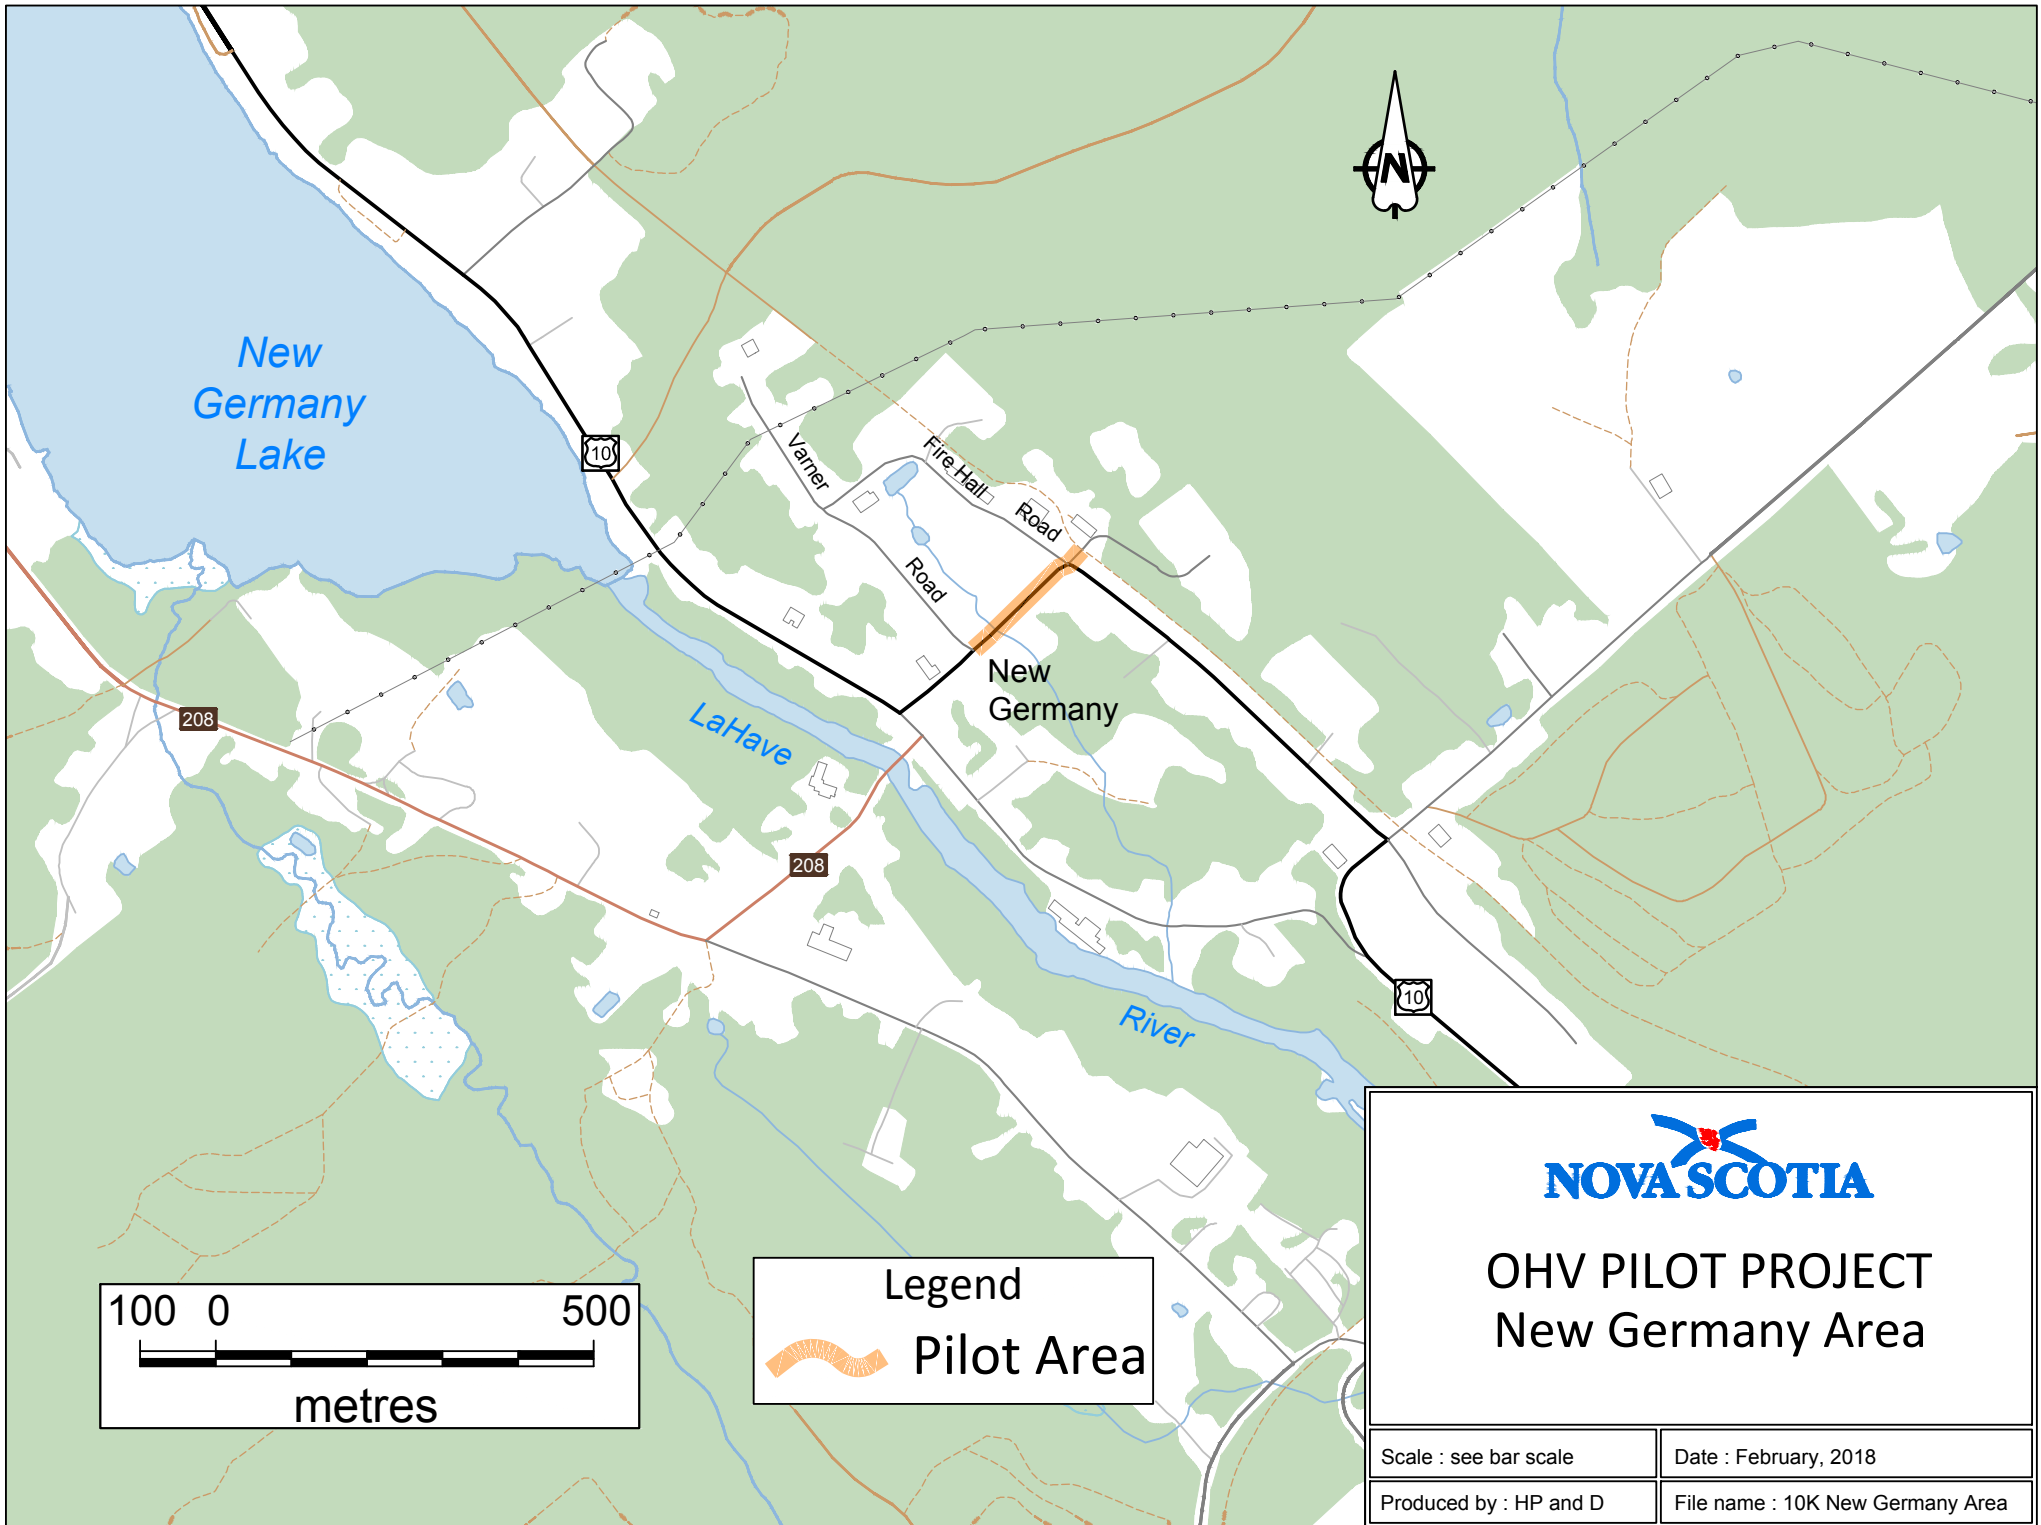 N
New
Germany
Lake
10
Varner
Road
Fire Hall
Road
New
Germany
208
LaHave
208
River
10
NOVA SCOTIA
OHV PILOT PROJECT
New Germany Area
Legend
Pilot Area
100 0 500
metres
Scale : see bar scale
Date : February, 2018
Produced by : HP and D
File name : 10K New Germany Area